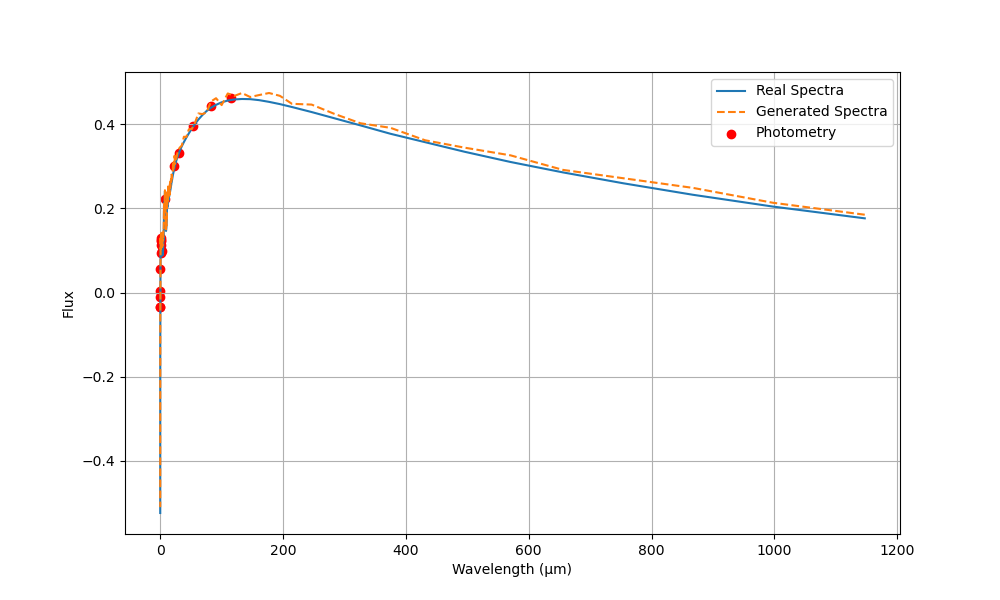 Real Spectra
Generated Spectra
Photometry
Flux
0.4
0.2
0.0
−0.2
−0.4
0
200
400
600
800
1000
1200
Wavelength (μm)